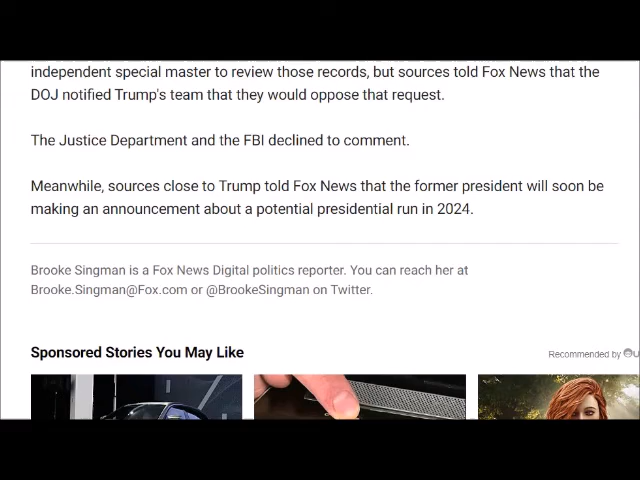 independent special master to review those records, but sources told Fox News that the
DOJ notified Trump's team that they would oppose that request.
The Justice Department and the FBI declined to comment.
Meanwhile, sources close to Trump told Fox News that the former president will soon be
making an announcement about a potential presidential run in 2024.
Brooke Singman is a Fox News Digital politics reporter. You can reach her at
Brooke.Singman@Fox.com or @BrookeSingman on Twitter.
Sponsored Stories You May Like
Recommended by